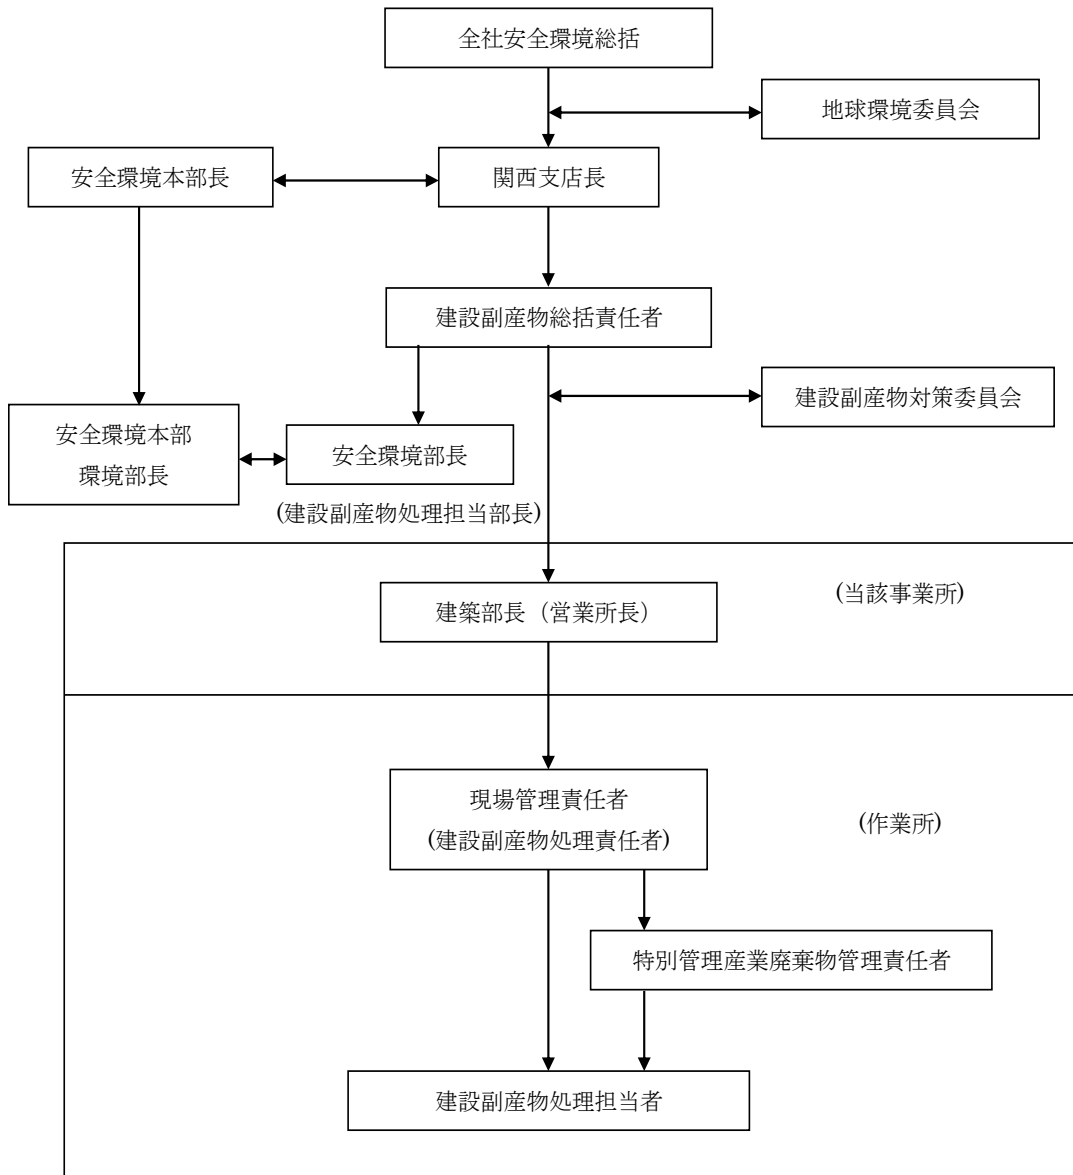 全社安全環境総括
地球環境委員会
安全環境本部長
関西支店長
建設副産物総括責任者
建設副産物対策委員会
安全環境本部
環境部長
安全環境部長
(建設副産物処理担当部長)
(当該事業所)
建築部長（営業所長）
現場管理責任者
(建設副産物処理責任者)
(作業所)
特別管理産業廃棄物管理責任者
建設副産物処理担当者